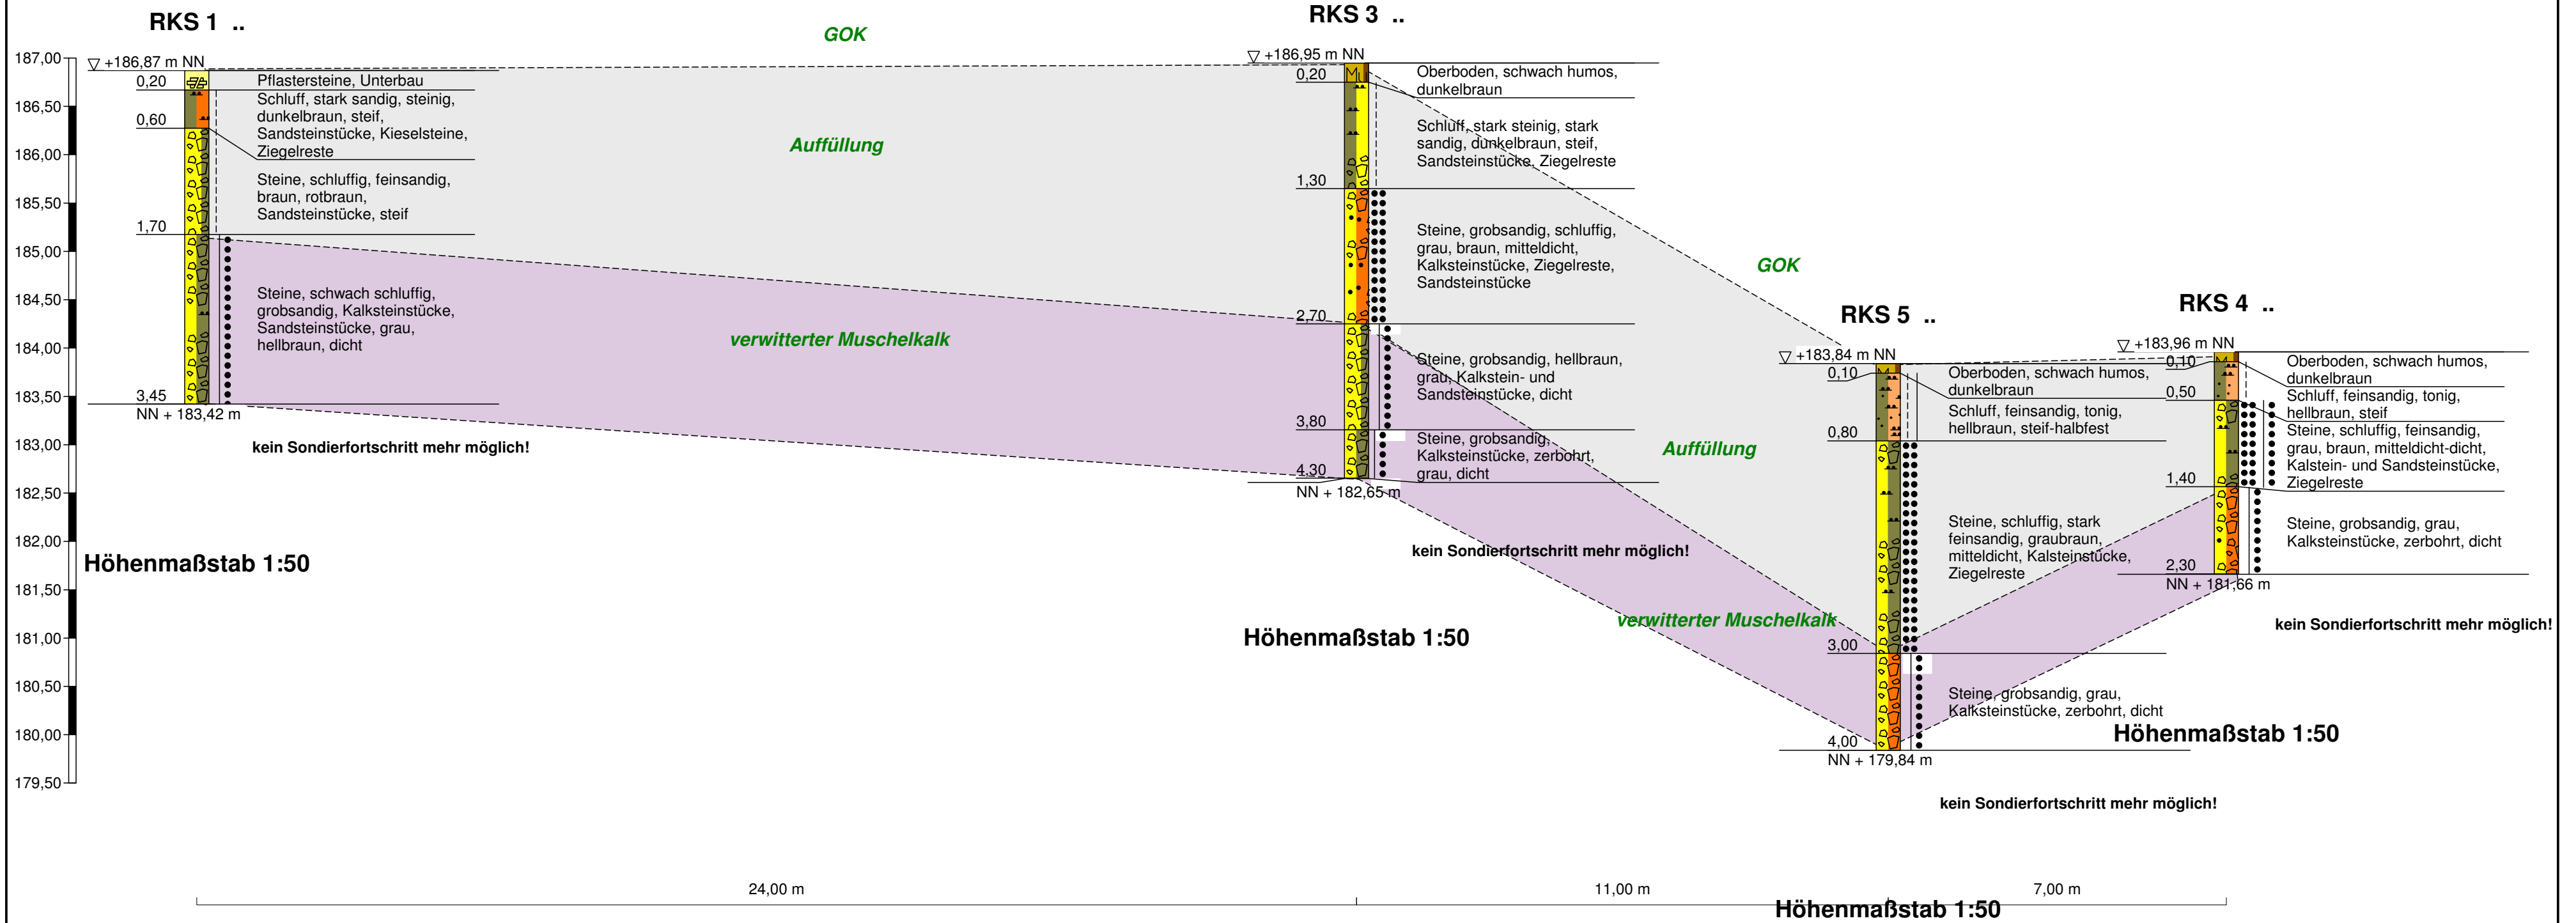 RKS 1 ..
GOK
RKS 3 ..
187,00
186,50
186,00
185,50
185,00
184,50
184,00
183,50
183,00
182,50
182,00
181,50
181,00
180,50
180,00
179,50
+186,87 m NN
0,20
0,60
1,70
3,45
NN + 183,42 m
Pflastersteine, Unterbau
Schluff, stark sandig, steinig,
dunkelbraun, steif,
Sandsteinstücke, Kieselsteine,
Ziegelreste
Steine, schluffig, feinsandig,
braun, rotbraun,
Sandsteinstücke, steif
Steine, schwach schluffig,
grobsandig, Kalksteinstücke,
Sandsteinstücke, grau,
hellbraun, dicht
kein Sondierfortschritt mehr möglich!
Höhenmaßstab 1:50
Auffüllung
verwitterter Muschelkalk
+186,95 m NN
0,20
1,30
2,70
3,80
4,30
NN + 182,65 m
Oberboden, schwach humos,
dunkelbraun
Schluff, stark steinig, stark
sandig, dunkelbraun, steif,
Sandsteinstücke, Ziegelreste
Steine, grobsandig, schluffig,
grau, braun, mitteldicht,
Kalksteinstücke, Ziegelreste,
Sandsteinstücke
Steine, grobsandig, hellbraun,
grau, Kalkstein- und
Sandsteinstücke, dicht
Steine, grobsandig,
Kalksteinstücke, zerbohrt,
grau, dicht
kein Sondierfortschritt mehr möglich!
Höhenmaßstab 1:50
GOK
Auffüllung
verwitterter Muschelkalk
RKS 5 ..
+183,84 m NN
0,10
0,80
3,00
4,00
NN + 179,84 m
Oberboden, schwach humos,
dunkelbraun
Schluff, feinsandig, tonig,
hellbraun, steif-halbfest
Steine, schluffig, stark
feinsandig, graubraun,
mitteldicht, Kalsteinstücke,
Ziegelreste
Steine, grobsandig, grau,
Kalksteinstücke, zerbohrt, dicht
kein Sondierfortschritt mehr möglich!
Höhenmaßstab 1:50
RKS 4 ..
+183,96 m NN
0,10
0,50
1,40
2,30
NN + 181,66 m
Oberboden, schwach humos,
dunkelbraun
Schluff, feinsandig, tonig,
hellbraun, steif
Steine, schluffig, feinsandig,
grau, braun, mitteldicht-dicht,
Kalstein- und Sandsteinstücke,
Ziegelreste
Steine, grobsandig, grau,
Kalksteinstücke, zerbohrt, dicht
kein Sondierfortschritt mehr möglich!
Höhenmaßstab 1:50
24,00 m
11,00 m
7,00 m